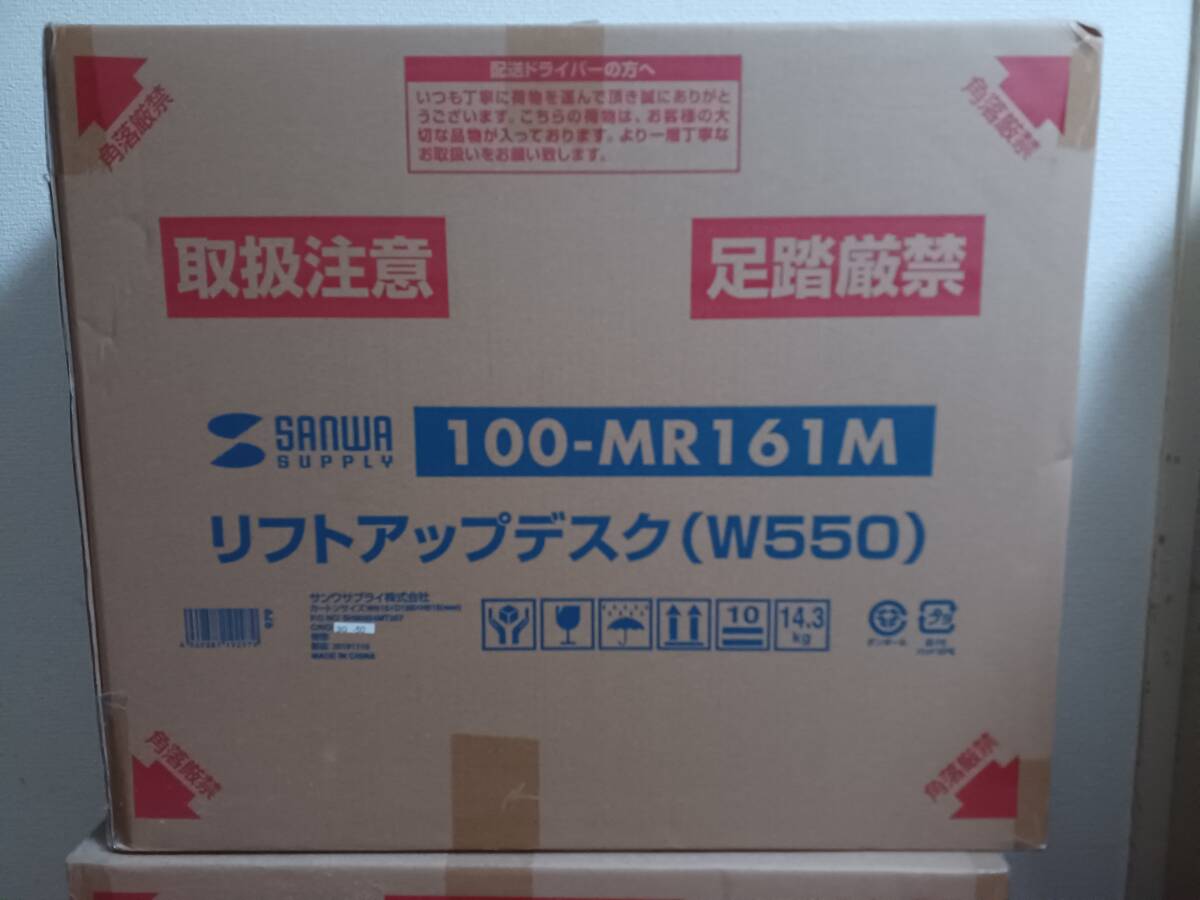 配送ドライバーの方へ
いつも丁寧に荷物を運んで頂き誠にありがと
うございます。こちらの荷物は、お客様の大
切な品物が入っております。より一層丁寧な
お取扱いをお願い致します。
角落厳禁
角落厳禁
取扱注意
足踏厳禁
SANWA
SUPPLY
100-MR161M
リフトアップデスク(W550)
サンワサプライ株式会社
MADE IN CHINA
10
14.3
kg
ダンボール
プラ
角落厳禁
角落厳禁